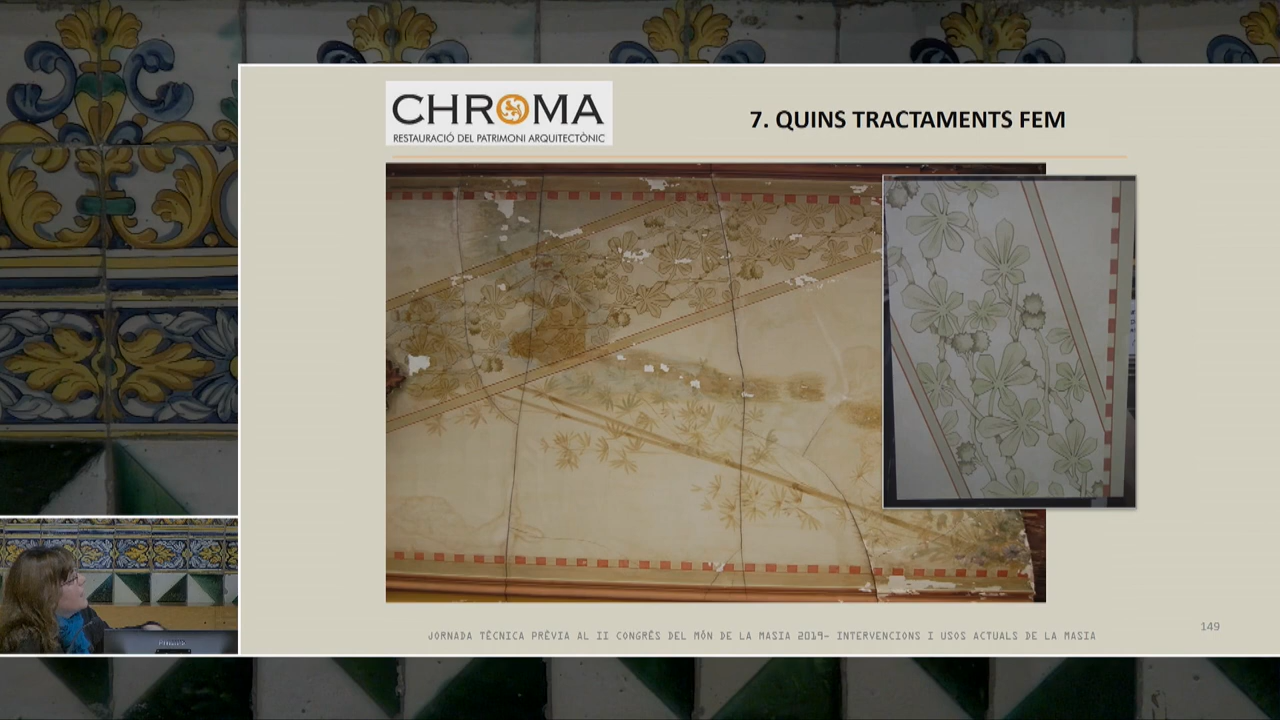 CHROMA
RESTAURACIÓ DEL PATRIMONI ARQUITECTÒNIC
7. QUINS TRACTAMENTS FEM
JORNADA TÈCNICA PRÈVIA AL II CONGRÉS DEL MÓN DE LA MASIA 2019- INTERVENCIONS I USOS ACTUALS DE LA MASIA
149